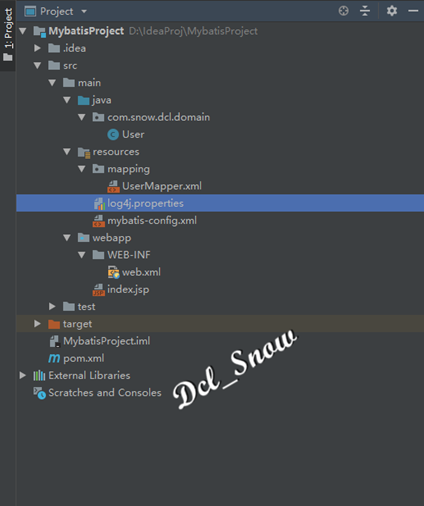 1: Project
Project
MybatisProject D:\IdeaProj\MybatisProject
.idea
src
main
java
com.snow.dcl.domain
User
resources
mapping
UserMapper.xml
log4j.properties
mybatis-config.xml
webapp
WEB-INF
web.xml
index.jsp
test
target
MybatisProject.iml
pom.xml
External Libraries
Scratches and Consoles
Dcl_Snow